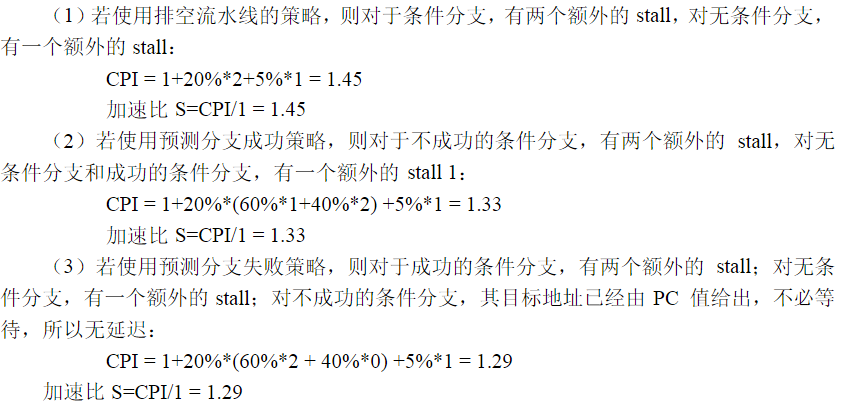 （1）若使用排空流水线的策略，则对于条件分支，有两个额外的 stall，对无条件分支，
有一个额外的 stall：
CPI = 1+20%*2+5%*1 = 1.45
加速比 S=CPI/1 = 1.45
（2）若使用预测分支成功策略，则对于不成功的条件分支，有两个额外的 stall，对无
条件分支和成功的条件分支，有一个额外的 stall 1：
CPI = 1+20%*(60%*1+40%*2) +5%*1 = 1.33
加速比 S=CPI/1 = 1.33
（3）若使用预测分支失败策略，则对于成功的条件分支，有两个额外的 stall；对无条
件分支，有一个额外的 stall；对不成功的条件分支，其目标地址已经由 PC 值给出，不必等
待，所以无延迟：
CPI = 1+20%*(60%*2 + 40%*0) +5%*1 = 1.29
加速比 S=CPI/1 = 1.29